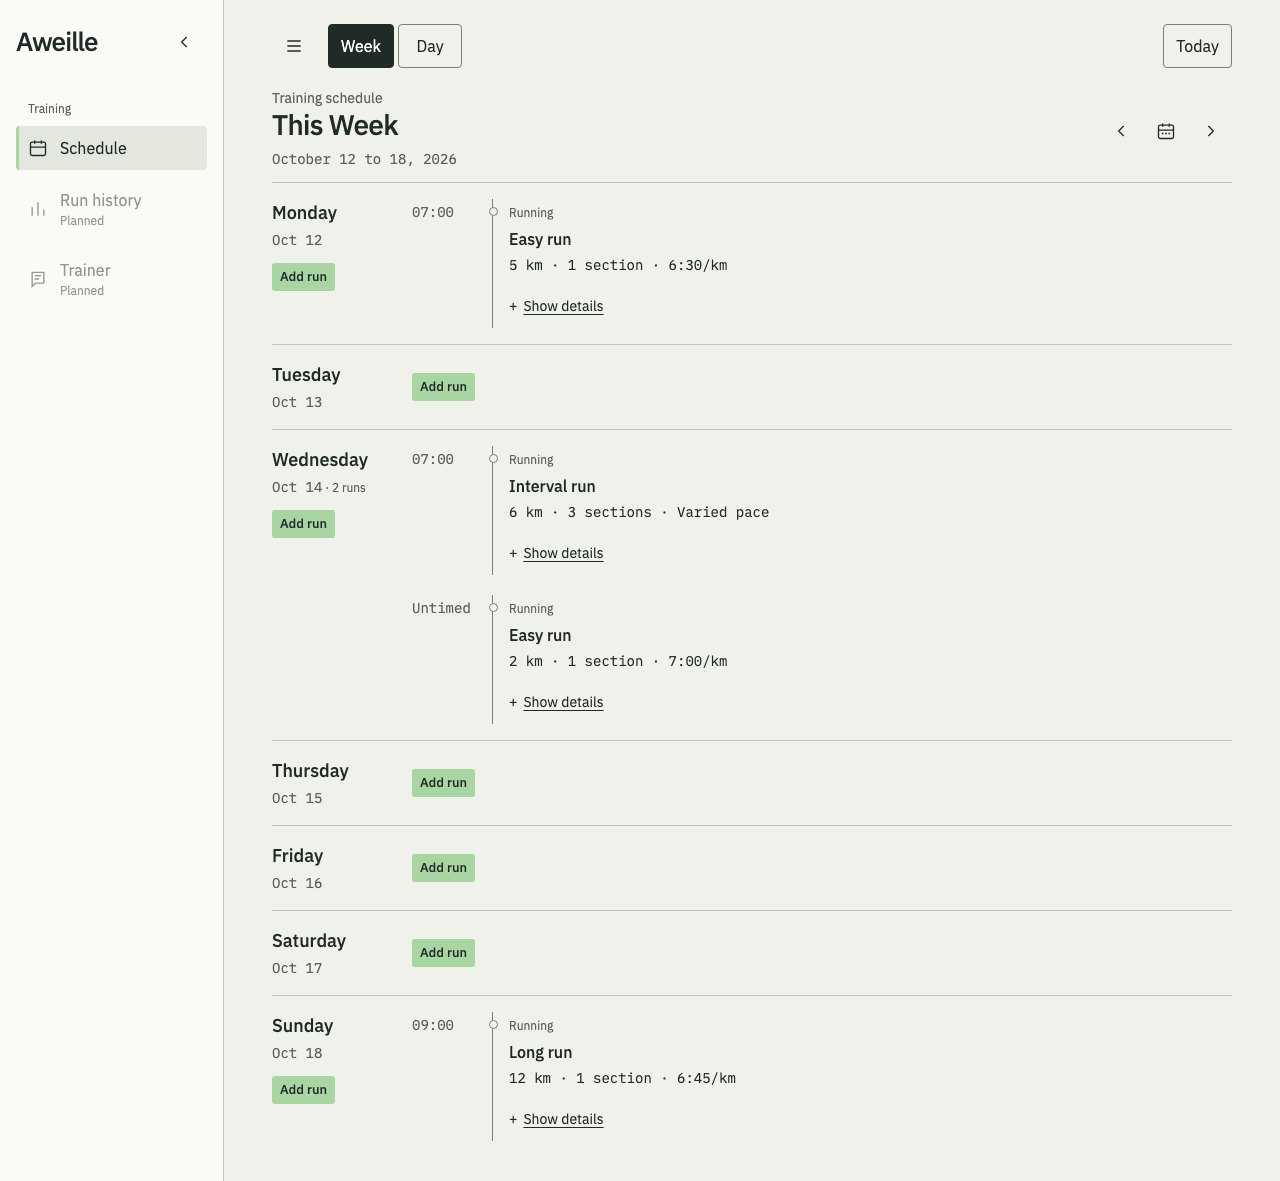 Aweille
Training
Schedule
Run history
Planned
Trainer
Planned
Week
Day
Today
Training schedule
This Week
October 12 to 18, 2026
Monday
Oct 12
Add run
07:00
Running
Easy run
5 km · 1 section · 6:30/km
+ Show details
Tuesday
Oct 13
Add run
Wednesday
Oct 14 · 2 runs
Add run
07:00
Running
Interval run
6 km · 3 sections · Varied pace
+ Show details
Untimed
Running
Easy run
2 km · 1 section · 7:00/km
+ Show details
Thursday
Oct 15
Add run
Friday
Oct 16
Add run
Saturday
Oct 17
Add run
Sunday
Oct 18
Add run
09:00
Running
Long run
12 km · 1 section · 6:45/km
+ Show details